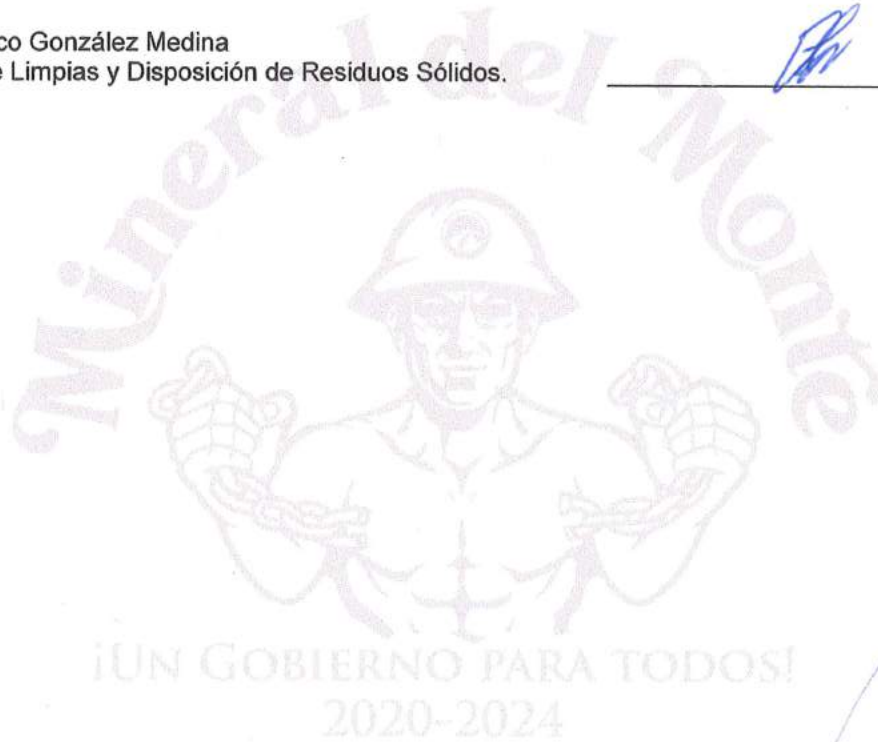 co González Medina
e Limpias y Disposición de Residuos Sólidos.
Mineral del Monte
¡UN GOBIERNO PARA TODOS!
2020-2024